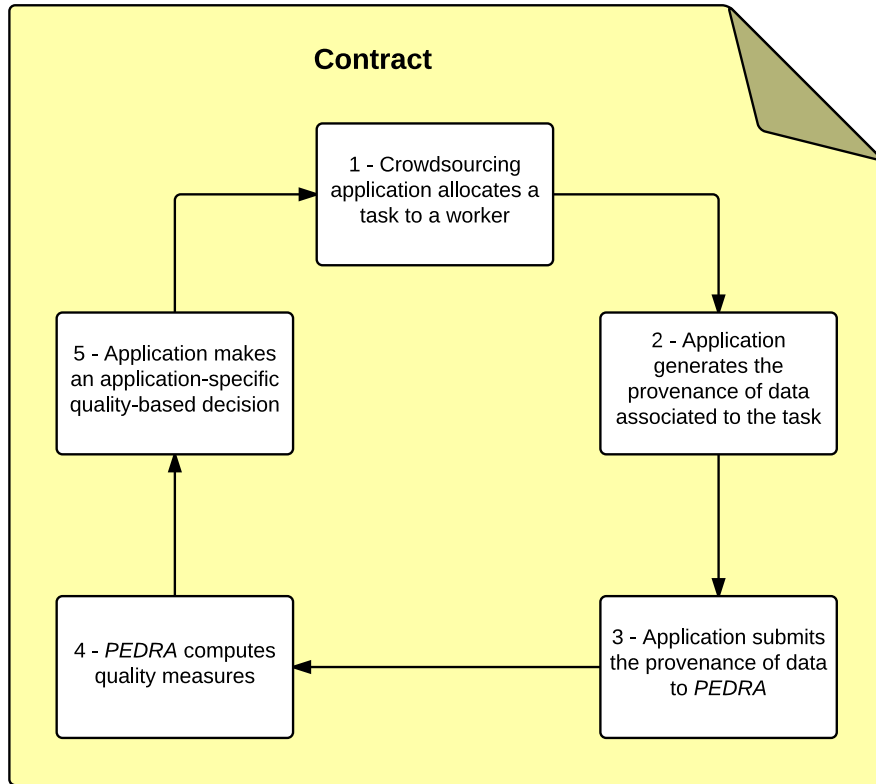 Contract
1 - Crowdsourcing
application allocates a
task to a worker
2 - Application
generates the
provenance of data
associated to the task
3 - Application submits
the provenance of data
to PEDRA
4 - PEDRA computes
quality measures
5 - Application makes
an application-specific
quality-based decision